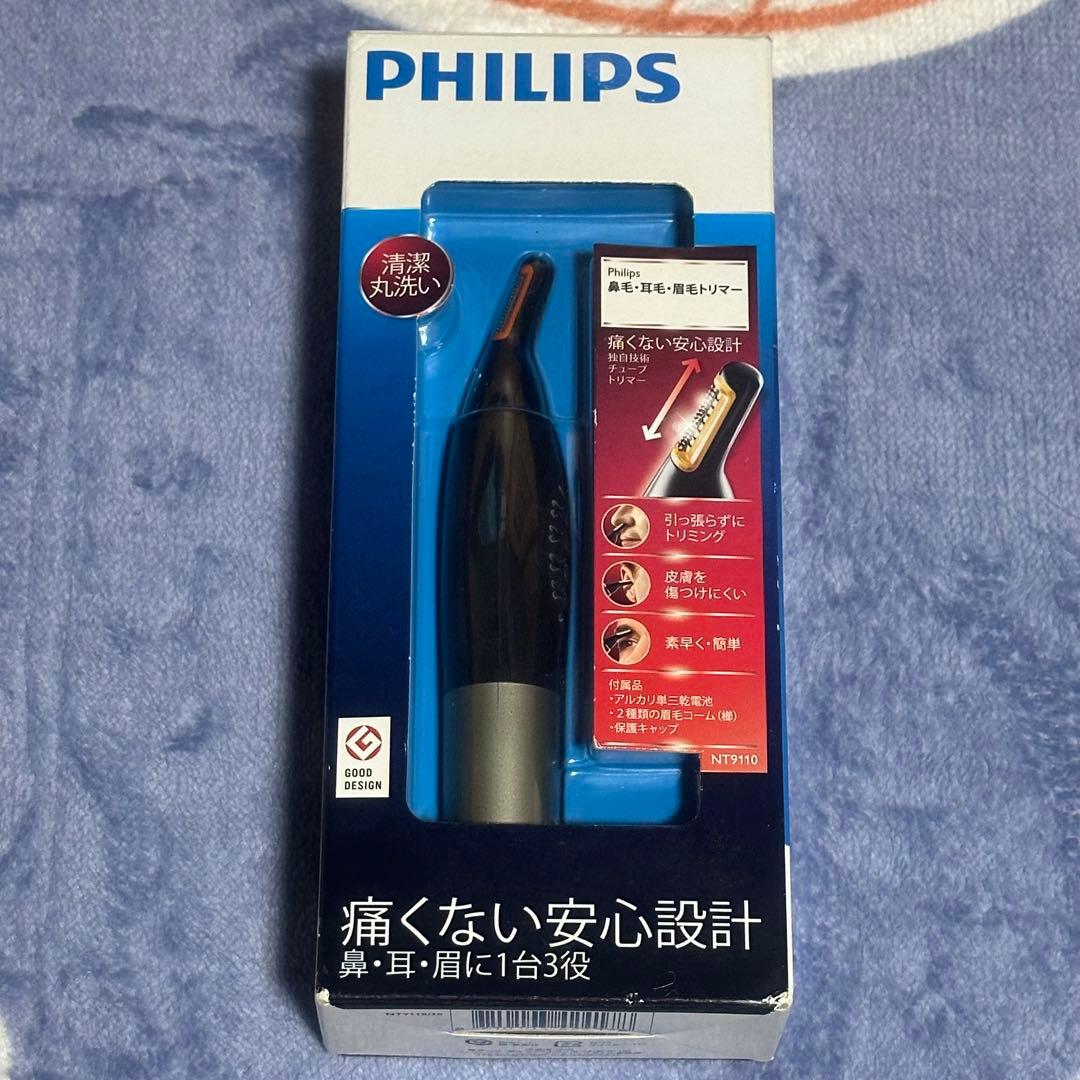 PHILIPS
清潔
丸洗い
Philips
鼻毛・耳毛・眉毛トリマー
痛くない安心設計
独自技術
チューブ
トリマー
引っ張らずに
トリミング
皮膚を
傷つけにくい
素早く・簡単
付属品
・アルカリ単三乾電池
・2種類の眉毛コーム(櫛)
・保護キャップ
NT9110
GOOD
DESIGN
痛くない安心設計
鼻・耳・眉に1台3役